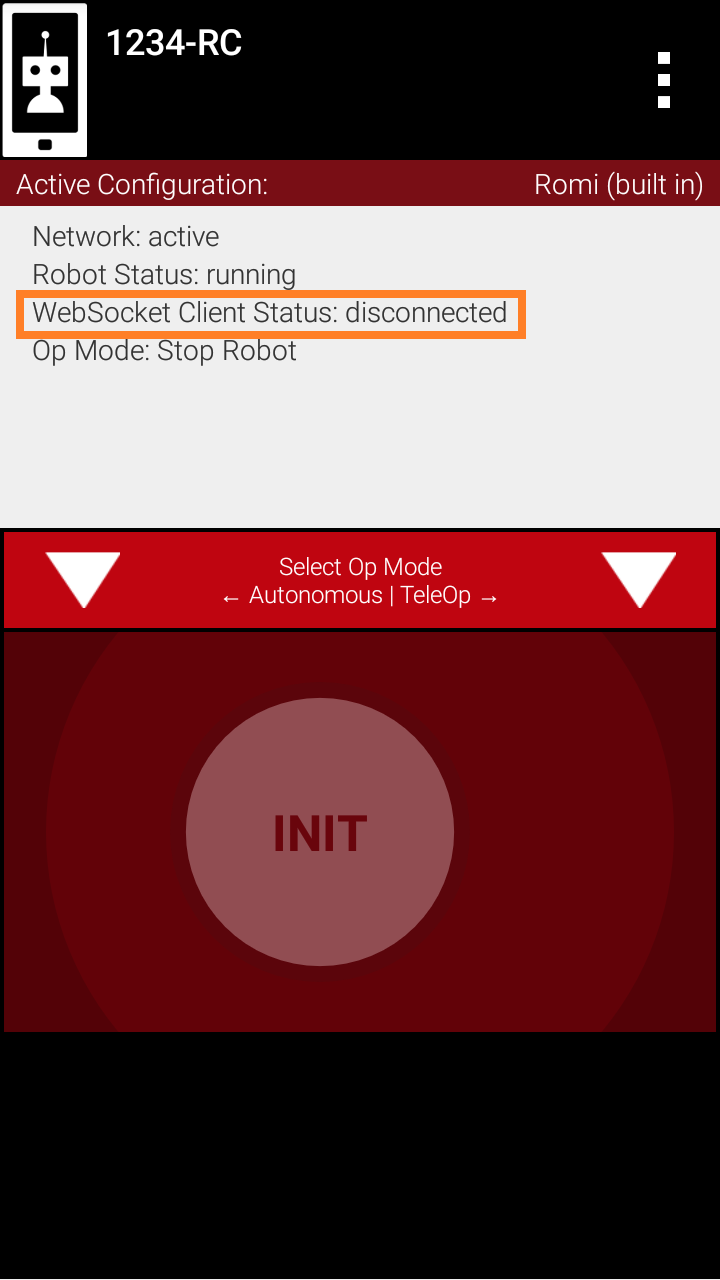 1234-RC
Active Configuration: Romi (built in)
Network: active
Robot Status: running
WebSocket Client Status: disconnected
Op Mode: Stop Robot
Select Op Mode
← Autonomous | TeleOp →
INIT